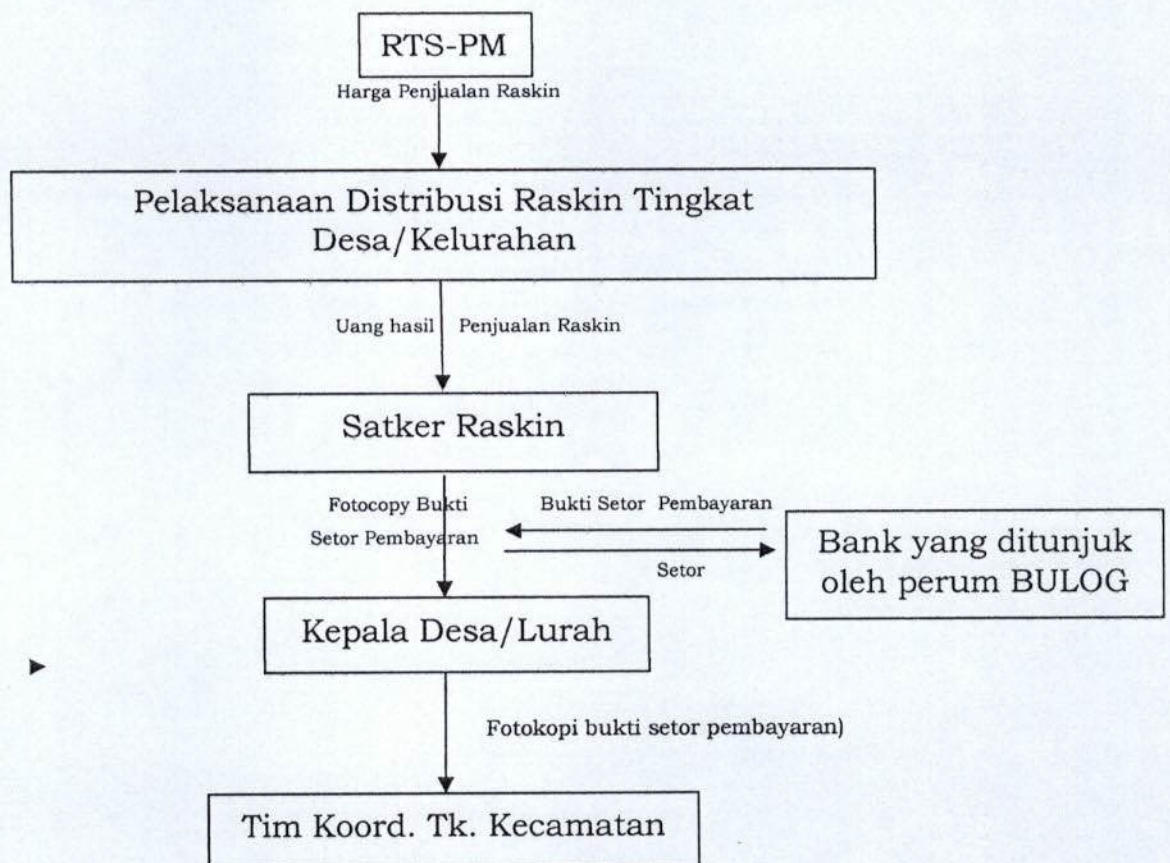 RTS-PM
Harga Penjualan Raskin
Pelaksanaan Distribusi Raskin Tingkat
Desa/Kelurahan
Uang hasil Penjualan Raskin
Satker Raskin
Fotocopy Bukti
Setor Pembayaran
Bukti Setor Pembayaran
Setor
Bank yang ditunjuk
oleh perum BULOG
Kepala Desa/Lurah
Fotokopi bukti setor pembayaran)
Tim Koord. Tk. Kecamatan